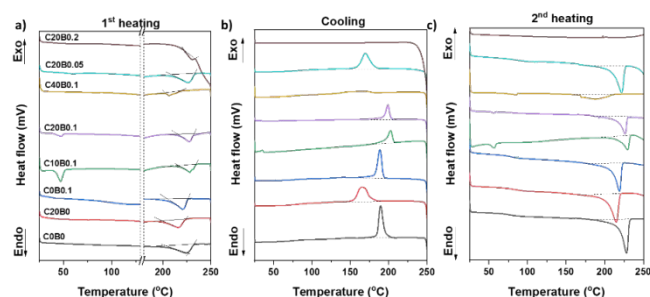 a) 1st heating
Exo
C20B0.2
C20B0.05
C40B0.1
C20B0.1
C10B0.1
C0B0.1
C20B0
C0B0
Heat flow (mV)
Endo
50 100 200 250
Temperature (°C)
b) Cooling
Exo
Heat flow (mV)
Endo
50 100 150 200 250
Temperature (°C)
c) 2nd heating
Exo
Heat flow (mV)
Endo
50 100 150 200 250
Temperature (°C)